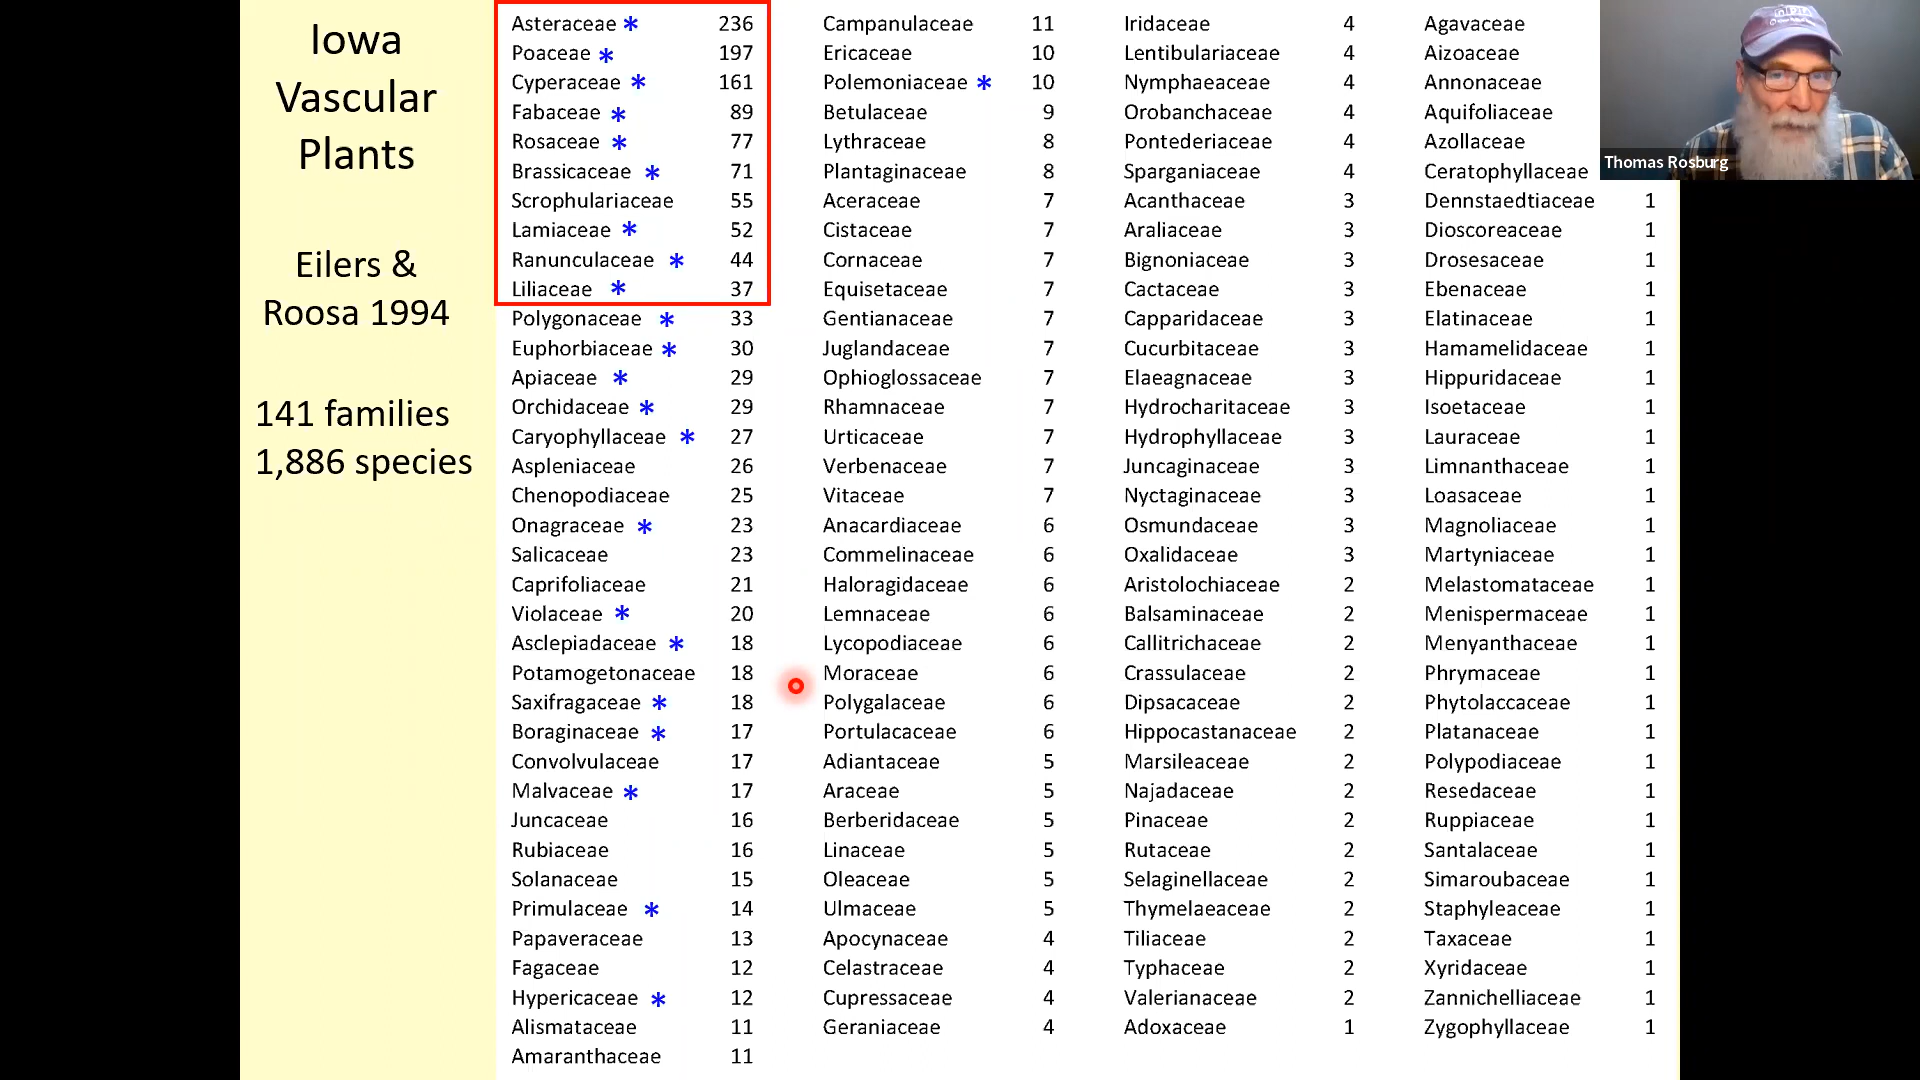 Iowa
Vascular
Plants
Eilers &
Roosa 1994
141 families
1,886 species
Asteraceae * 236
Poaceae * 197
Cyperaceae * 161
Fabaceae * 89
Rosaceae * 77
Brassicaceae * 71
Scrophulariaceae 55
Lamiaceae * 52
Ranunculaceae * 44
Liliaceae * 37
Polygonaceae * 33
Euphorbiaceae * 30
Apiaceae * 29
Orchidaceae * 29
Caryophyllaceae * 27
Aspleniaceae 26
Chenopodiaceae 25
Onagraceae * 23
Salicaceae 23
Caprifoliaceae 21
Violaceae * 20
Asclepiadaceae * 18
Potamogetonaceae 18
Saxifragaceae * 18
Boraginaceae * 17
Convolvulaceae 17
Malvaceae * 17
Juncaceae 16
Rubiaceae 16
Solanaceae 15
Primulaceae * 14
Papaveraceae 13
Fagaceae 12
Hypericaceae * 12
Alismataceae 11
Amaranthaceae 11
Campanulaceae 11
Ericaceae 10
Polemoniaceae * 10
Betulaceae 9
Lythraceae 8
Plantaginaceae 8
Aceraceae 7
Cistaceae 7
Cornaceae 7
Equisetaceae 7
Gentianaceae 7
Juglandaceae 7
Ophioglossaceae 7
Rhamnaceae 7
Urticaceae 7
Verbenaceae 7
Vitaceae 7
Anacardiaceae 6
Commelinaceae 6
Haloragidaceae 6
Lemnaceae 6
Lycopodiaceae 6
Moraceae 6
Polygalaceae 6
Portulacaceae 6
Adiantaceae 5
Araceae 5
Berberidaceae 5
Linaceae 5
Oleaceae 5
Ulmaceae 5
Apocynaceae 4
Celastraceae 4
Cupressaceae 4
Geraniaceae 4
Iridaceae 4
Lentibulariaceae 4
Nymphaeaceae 4
Orobanchaceae 4
Pontederiaceae 4
Sparganiaceae 4
Acanthaceae 3
Araliaceae 3
Bignoniaceae 3
Cactaceae 3
Capparidaceae 3
Cucurbitaceae 3
Elaeagnaceae 3
Hydrocharitaceae 3
Hydrophyllaceae 3
Juncaginaceae 3
Nyctaginaceae 3
Osmundaceae 3
Oxalidaceae 3
Aristolochiaceae 2
Balsaminaceae 2
Callitrichaceae 2
Crassulaceae 2
Dipsacaceae 2
Hippocastanaceae 2
Marsileaceae 2
Najadaceae 2
Pinaceae 2
Rutaceae 2
Selaginellaceae 2
Thymelaeaceae 2
Tiliaceae 2
Typhaceae 2
Valerianaceae 2
Adoxaceae 1
Agavaceae
Aizoaceae
Annonaceae
Aquifoliaceae
Azollaceae
Ceratophyllaceae
Dennstaedtiaceae 1
Dioscoreaceae 1
Drosesaceae 1
Ebenaceae 1
Elatinaceae 1
Hamamelidaceae 1
Hippuridaceae 1
Isoetaceae 1
Lauraceae 1
Limnanthaceae 1
Loasaceae 1
Magnoliaceae 1
Martyniaceae 1
Melastomataceae 1
Menispermaceae 1
Menyanthaceae 1
Phrymaceae 1
Phytolaccaceae 1
Platanaceae 1
Polypodiaceae 1
Resedaceae 1
Ruppiaceae 1
Santalaceae 1
Simaroubaceae 1
Staphyleaceae 1
Taxaceae 1
Xyridaceae 1
Zannichelliaceae 1
Zygophyllaceae 1
Thomas Rosburg